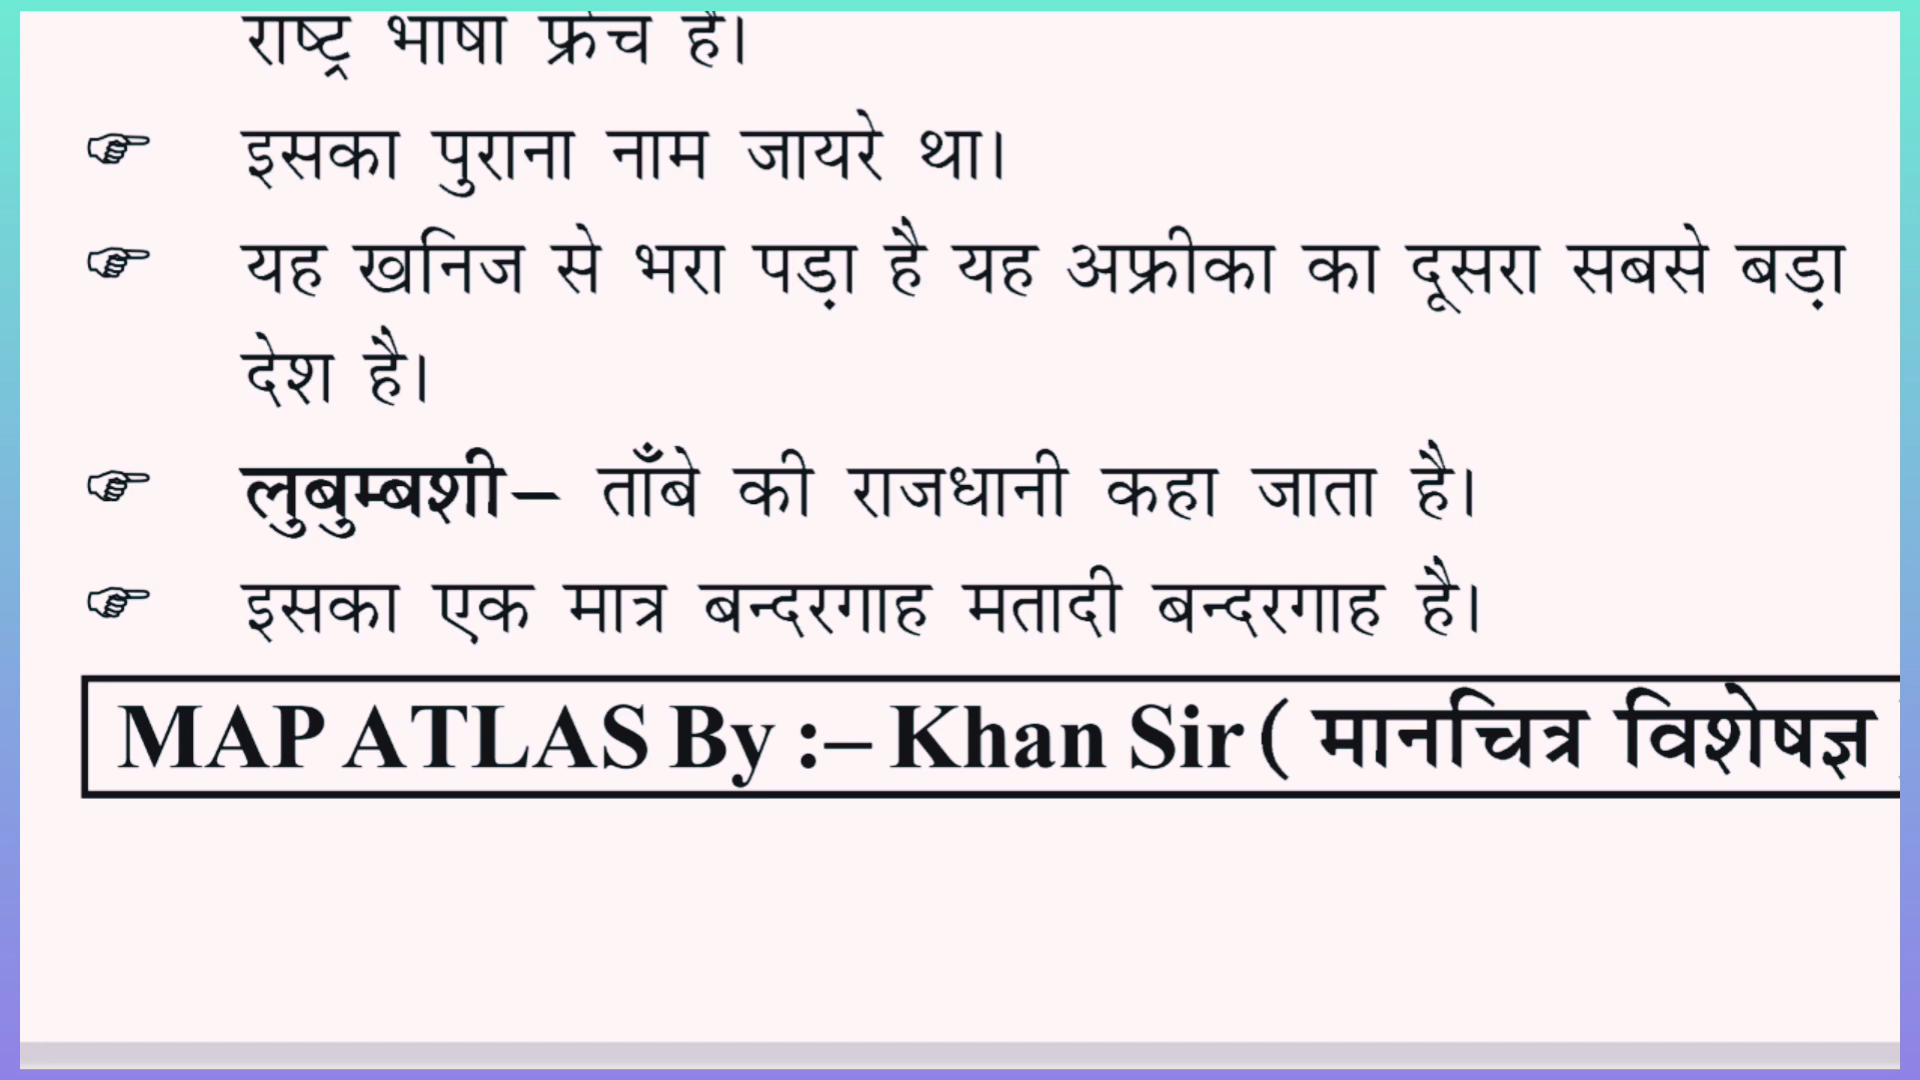 राष्ट्र भाषा फ्रेंच है।
☞ इसका पुराना नाम जायरे था।
☞ यह खनिज से भरा पड़ा है यह अफ्रीका का दूसरा सबसे बड़ा
देश है।
☞ लुबुम्बशी– ताँबे की राजधानी कहा जाता है।
☞ इसका एक मात्र बन्दरगाह मतादी बन्दरगाह है।
MAP ATLAS By :– Khan Sir ( मानचित्र विशेषज्ञ